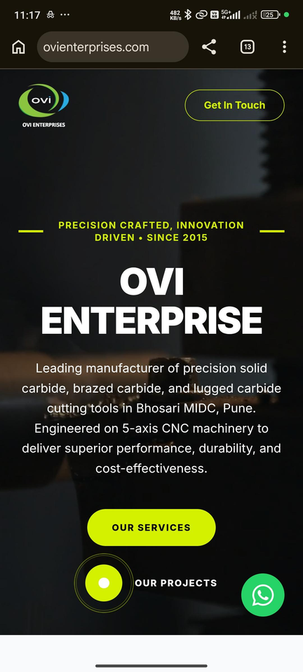 11:17
482
KB/s
5G+
25
ovienterprises.com
13
ovi
OVI ENTERPRISES
Get In Touch
PRECISION CRAFTED, INNOVATION
DRIVEN • SINCE 2015
OVI
ENTERPRISE
Leading manufacturer of precision solid
carbide, brazed carbide, and lugged carbide
cutting tools in Bhosari MIDC, Pune.
Engineered on 5-axis CNC machinery to
deliver superior performance, durability, and
cost-effectiveness.
OUR SERVICES
OUR PROJECTS